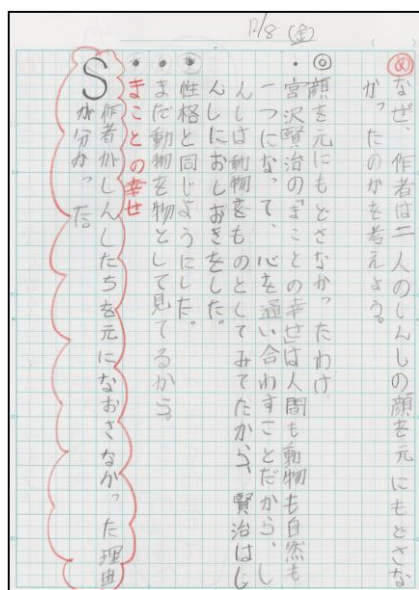 12/8(金)
め なぜ、作者は二人のしんしの顔を元にもどさな
かったのかを考えよう。
◎顔を元にもどさなかったわけ
・宮沢賢治の「まことの幸せ」は人間も動物も自然も
一つになって、心を通い合わすことだから、し
んしは動物をものとしてみてたから、賢治はし
んしにおしおきをした。
・性格と同じようにした。
・まだ動物を物として見てるから。
・まことの幸せ
S 作者がしんしたちを元になおさなかった理由
が分かった